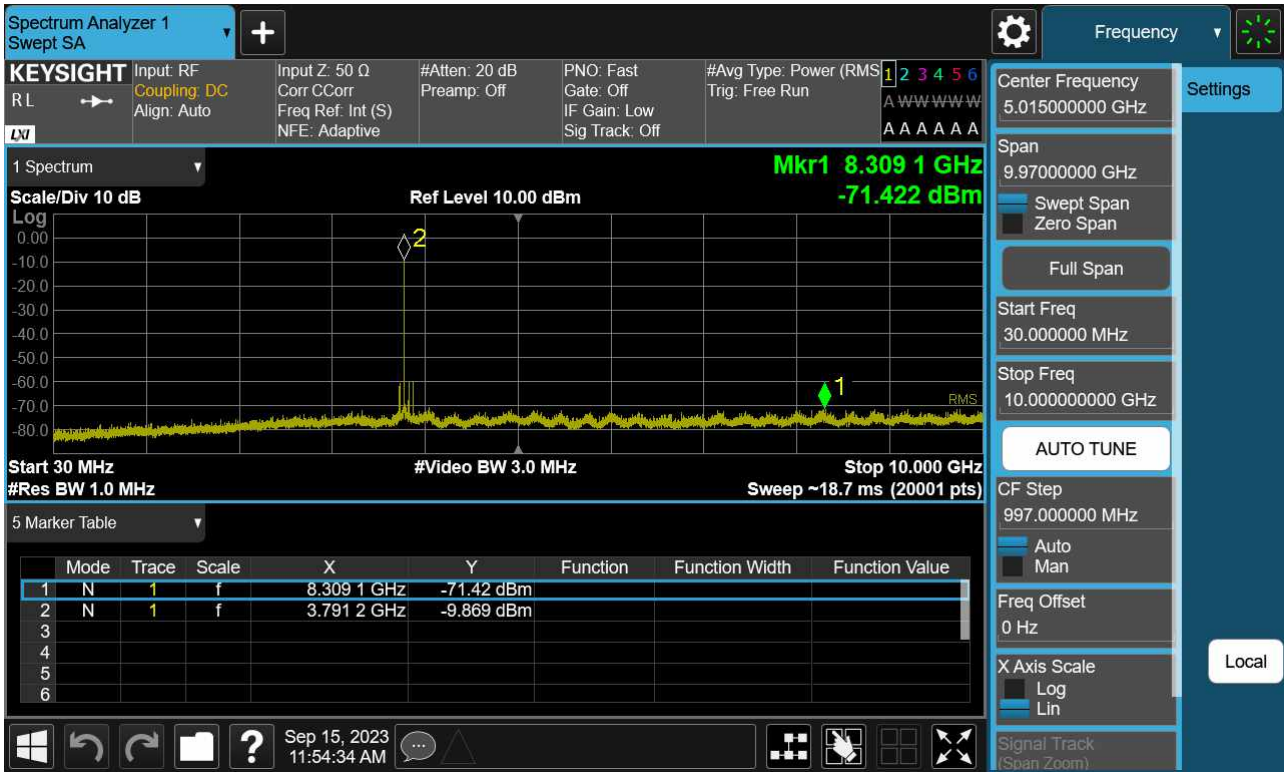 Spectrum Analyzer 1
Swept SA
+
Frequency
KEYSIGHT
RL
LXI
Input: RF
Coupling: DC
Align: Auto
Input Z: 50 Ω
Corr CCorr
Freq Ref: Int (S)
NFE: Adaptive
#Atten: 20 dB
Preamp: Off
PNO: Fast
Gate: Off
IF Gain: Low
Sig Track: Off
#Avg Type: Power (RMS
Trig: Free Run
1 2 3 4 5 6
A W W W W W
A A A A A A
1 Spectrum
Mkr1 8.309 1 GHz
-71.422 dBm
Scale/Div 10 dB
Ref Level 10.00 dBm
Log
0.00
-10.0
-20.0
-30.0
-40.0
-50.0
-60.0
-70.0
-80.0
2
1
RMS
Start 30 MHz
#Video BW 3.0 MHz
Stop 10.000 GHz
#Res BW 1.0 MHz
Sweep ~18.7 ms (20001 pts)
5 Marker Table
Mode Trace Scale X Y Function Function Width Function Value
1 N 1 f 8.309 1 GHz -71.42 dBm
2 N 1 f 3.791 2 GHz -9.869 dBm
3
4
5
6
Sep 15, 2023
11:54:34 AM
?
Center Frequency
5.015000000 GHz
Settings
Span
9.97000000 GHz
Swept Span
Zero Span
Full Span
Start Freq
30.000000 MHz
Stop Freq
10.000000000 GHz
AUTO TUNE
CF Step
997.000000 MHz
Auto
Man
Freq Offset
0 Hz
X Axis Scale
Log
Lin
Local
Signal Track
(Span Zoom)